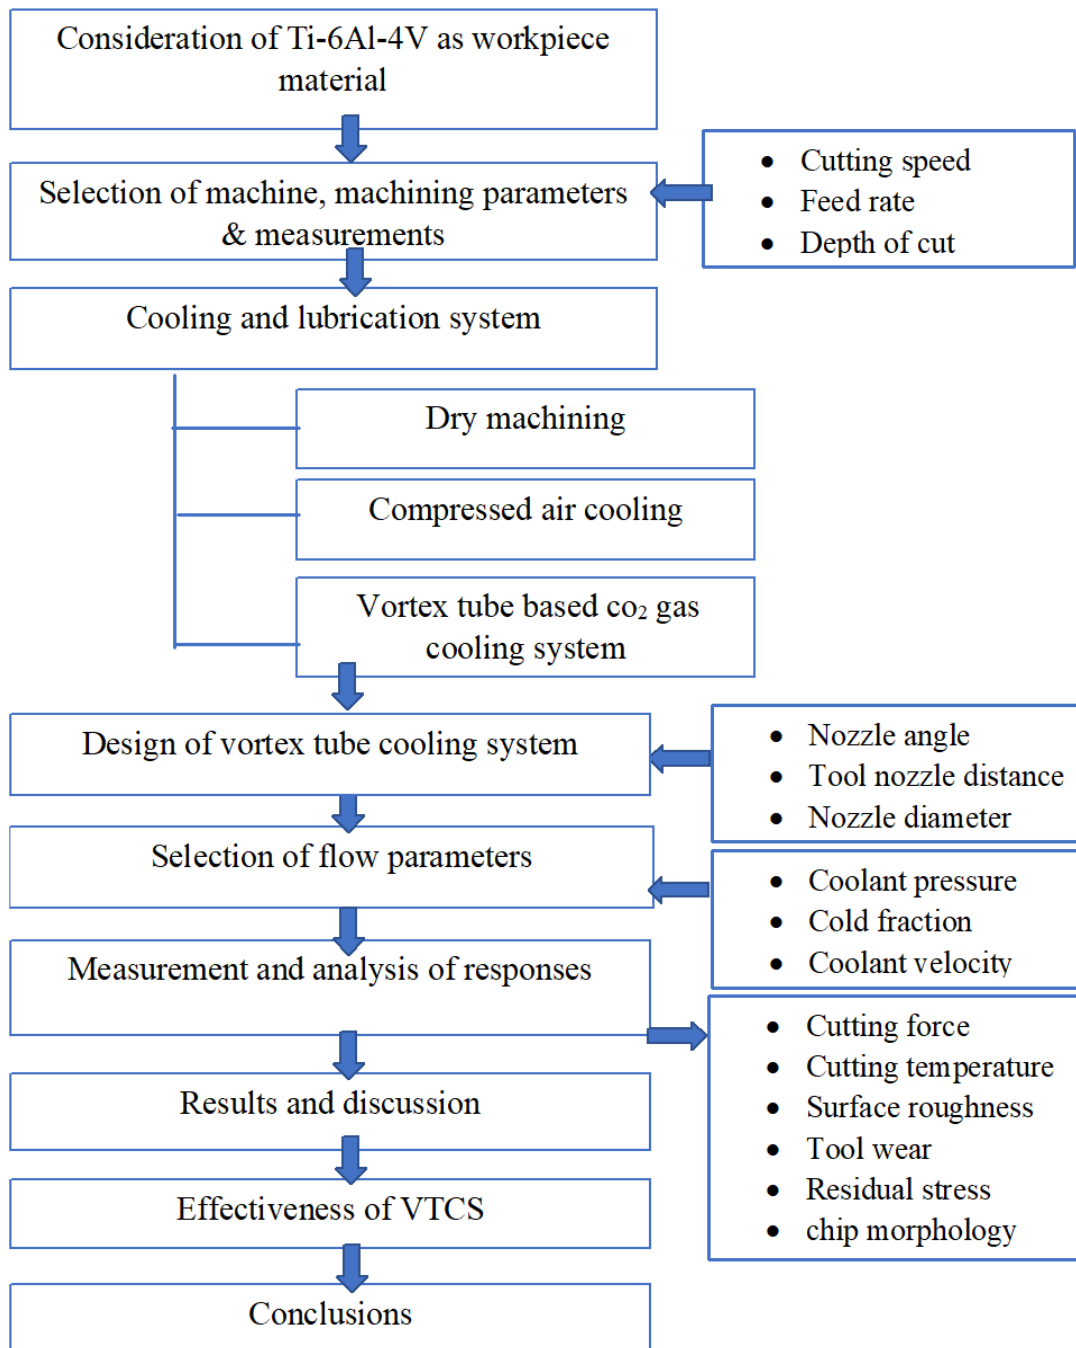 Consideration of Ti-6Al-4V as workpiece
material
Selection of machine, machining parameters
& measurements
• Cutting speed
• Feed rate
• Depth of cut
Cooling and lubrication system
Dry machining
Compressed air cooling
Vortex tube based co₂ gas
cooling system
Design of vortex tube cooling system
• Nozzle angle
• Tool nozzle distance
• Nozzle diameter
Selection of flow parameters
• Coolant pressure
• Cold fraction
• Coolant velocity
Measurement and analysis of responses
• Cutting force
• Cutting temperature
• Surface roughness
• Tool wear
• Residual stress
• chip morphology
Results and discussion
Effectiveness of VTCS
Conclusions